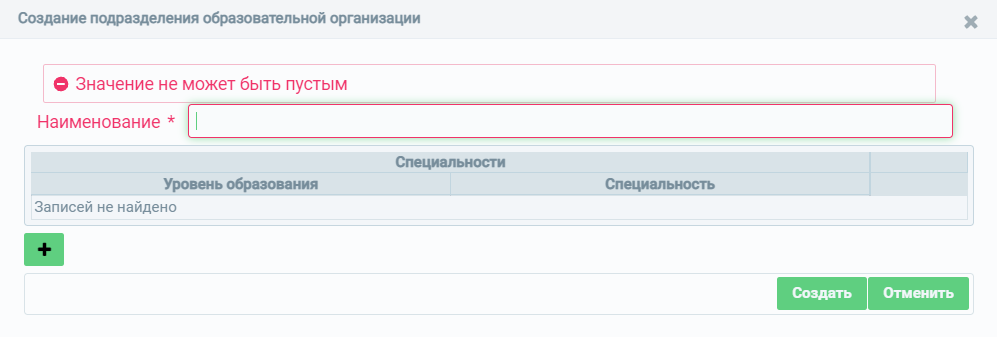 Создание подразделения образовательной организации
Значение не может быть пустым
Наименование *
Специальности
Уровень образования Специальность
Записей не найдено
Создать Отменить